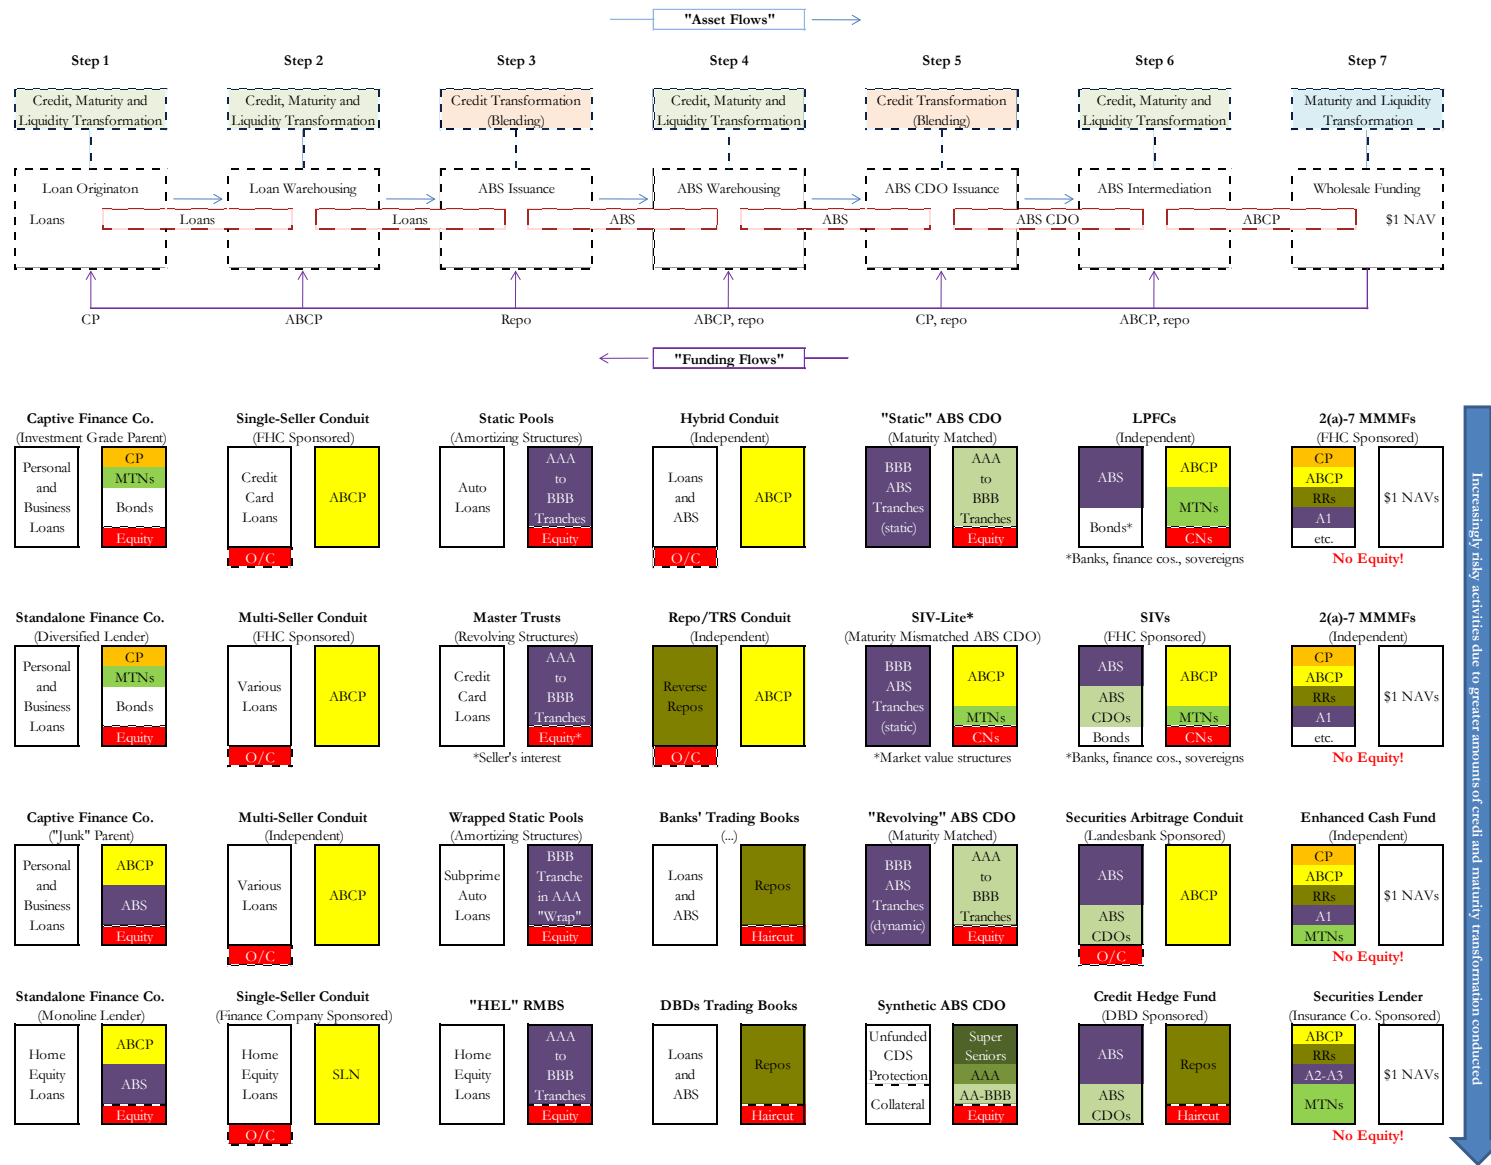 "Asset Flows"
Step 1 Step 2 Step 3 Step 4 Step 5 Step 6 Step 7
Credit, Maturity and
Liquidity Transformation
Credit, Maturity and
Liquidity Transformation
Credit Transformation
(Blending)
Credit, Maturity and
Liquidity Transformation
Credit Transformation
(Blending)
Credit, Maturity and
Liquidity Transformation
Maturity and Liquidity
Transformation
Loan Originaton
Loan Warehousing
ABS Issuance
ABS Warehousing
ABS CDO Issuance
ABS Intermediation
Wholesale Funding
Loans
Loans
Loans
ABS
ABS
ABS CDO
ABCP
$1 NAV
CP
ABCP
Repo
ABCP, repo
CP, repo
ABCP, repo
"Funding Flows"
Captive Finance Co.
(Investment Grade Parent)
Personal
and
Business
Loans
CP
MTNs
Bonds
Equity
Single-Seller Conduit
(FHC Sponsored)
Credit
Card
Loans
O/C
ABCP
Static Pools
(Amortizing Structures)
Auto
Loans
AAA
to
BBB
Tranches
Equity
Hybrid Conduit
(Independent)
Loans
and
ABS
O/C
ABCP
"Static" ABS CDO
(Maturity Matched)
BBB
ABS
Tranches
(static)
AAA
to
BBB
Tranches
Equity
LPFCs
(Independent)
ABS
Bonds*
ABCP
MTNs
CNs
*Banks, finance cos., sovereigns
2(a)-7 MMMFs
(FHC Sponsored)
CP
ABCP
RRs
A1
etc.
$1 NAVs
No Equity!
Standalone Finance Co.
(Diversified Lender)
Personal
and
Business
Loans
CP
MTNs
Bonds
Equity
Multi-Seller Conduit
(FHC Sponsored)
Various
Loans
O/C
ABCP
Master Trusts
(Revolving Structures)
Credit
Card
Loans
AAA
to
BBB
Tranches
Equity*
*Seller's interest
Repo/TRS Conduit
(Independent)
Reverse
Repos
O/C
ABCP
SIV-Lite*
(Maturity Mismatched ABS CDO)
BBB
ABS
Tranches
(static)
ABCP
MTNs
CNs
*Market value structures
SIVs
(FHC Sponsored)
ABS
ABS
CDOs
Bonds
ABCP
MTNs
CNs
*Banks, finance cos., sovereigns
2(a)-7 MMMFs
(Independent)
CP
ABCP
RRs
A1
etc.
$1 NAVs
No Equity!
Captive Finance Co.
("Junk" Parent)
Personal
and
Business
Loans
ABCP
ABS
Equity
Multi-Seller Conduit
(Independent)
Various
Loans
O/C
ABCP
Wrapped Static Pools
(Amortizing Structures)
Subprime
Auto
Loans
BBB
Tranche
in AAA
"Wrap"
Equity
Banks' Trading Books
(...)
Loans
and
ABS
Repos
Haircut
"Revolving" ABS CDO
(Maturity Matched)
BBB
ABS
Tranches
(dynamic)
AAA
to
BBB
Tranches
Equity
Securities Arbitrage Conduit
(Landesbank Sponsored)
ABS
ABS
CDOs
O/C
ABCP
Enhanced Cash Fund
(Independent)
CP
ABCP
RRs
A1
MTNs
$1 NAVs
No Equity!
Standalone Finance Co.
(Monoline Lender)
Home
Equity
Loans
ABCP
ABS
Equity
Single-Seller Conduit
(Finance Company Sponsored)
Home
Equity
Loans
O/C
SLN
"HEL" RMBS
Home
Equity
Loans
AAA
to
BBB
Tranches
Equity
DBDs Trading Books
Loans
and
ABS
Repos
Haircut
Synthetic ABS CDO
Unfunded
CDS
Protection
Collateral
Super
Seniors
AAA
AA-BBB
Equity
Credit Hedge Fund
(DBD Sponsored)
ABS
ABS
CDOs
Repos
Haircut
Securities Lender
(Insurance Co. Sponsored)
ABCP
RRs
A2-A3
MTNs
$1 NAVs
No Equity!
Increasingly risky activities due to greater amounts of credi and maturity transformation conducted